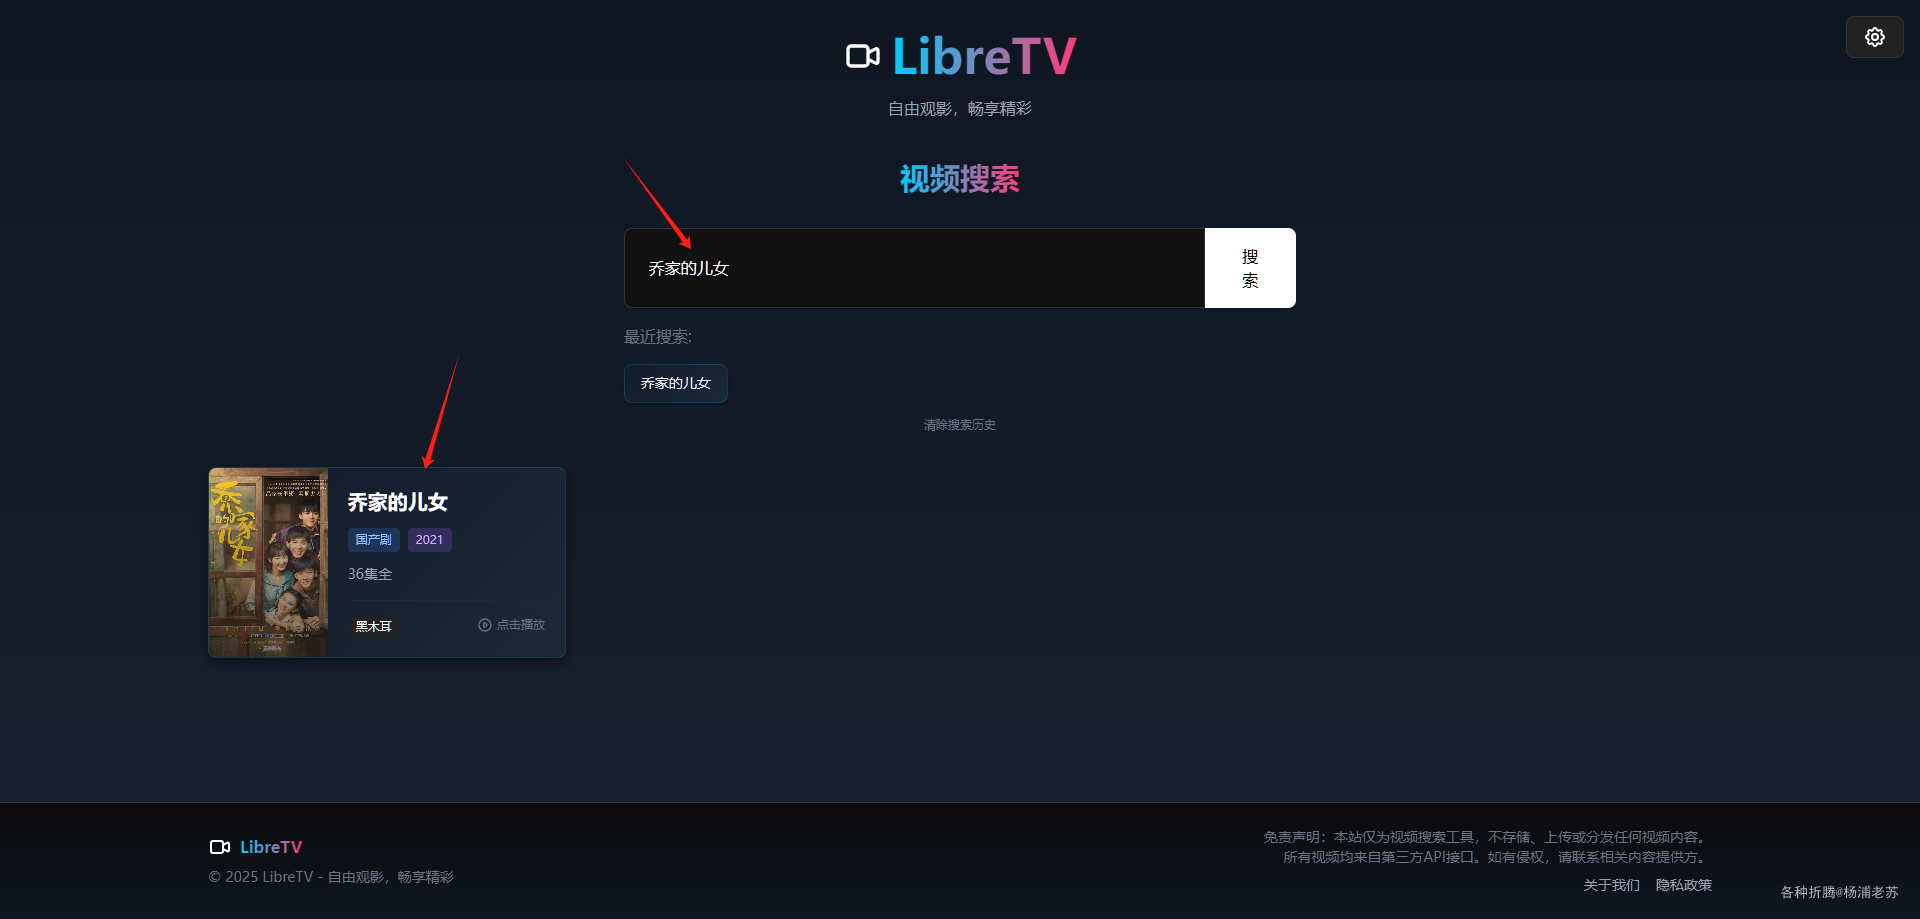 LibreTV
自由观影，畅享精彩
视频搜索
乔家的儿女
搜
索
最近搜索:
乔家的儿女
清除搜索历史
乔家的儿女
乔家的儿女
国产剧
2021
36集全
黑木耳
点击播放
LibreTV
© 2025 LibreTV - 自由观影，畅享精彩
免责声明：本站仅为视频搜索工具，不存储、上传或分发任何视频内容。
所有视频均来自第三方API接口。如有侵权，请联系相关内容提供方。
关于我们 隐私政策
各种折腾@杨浦老苏